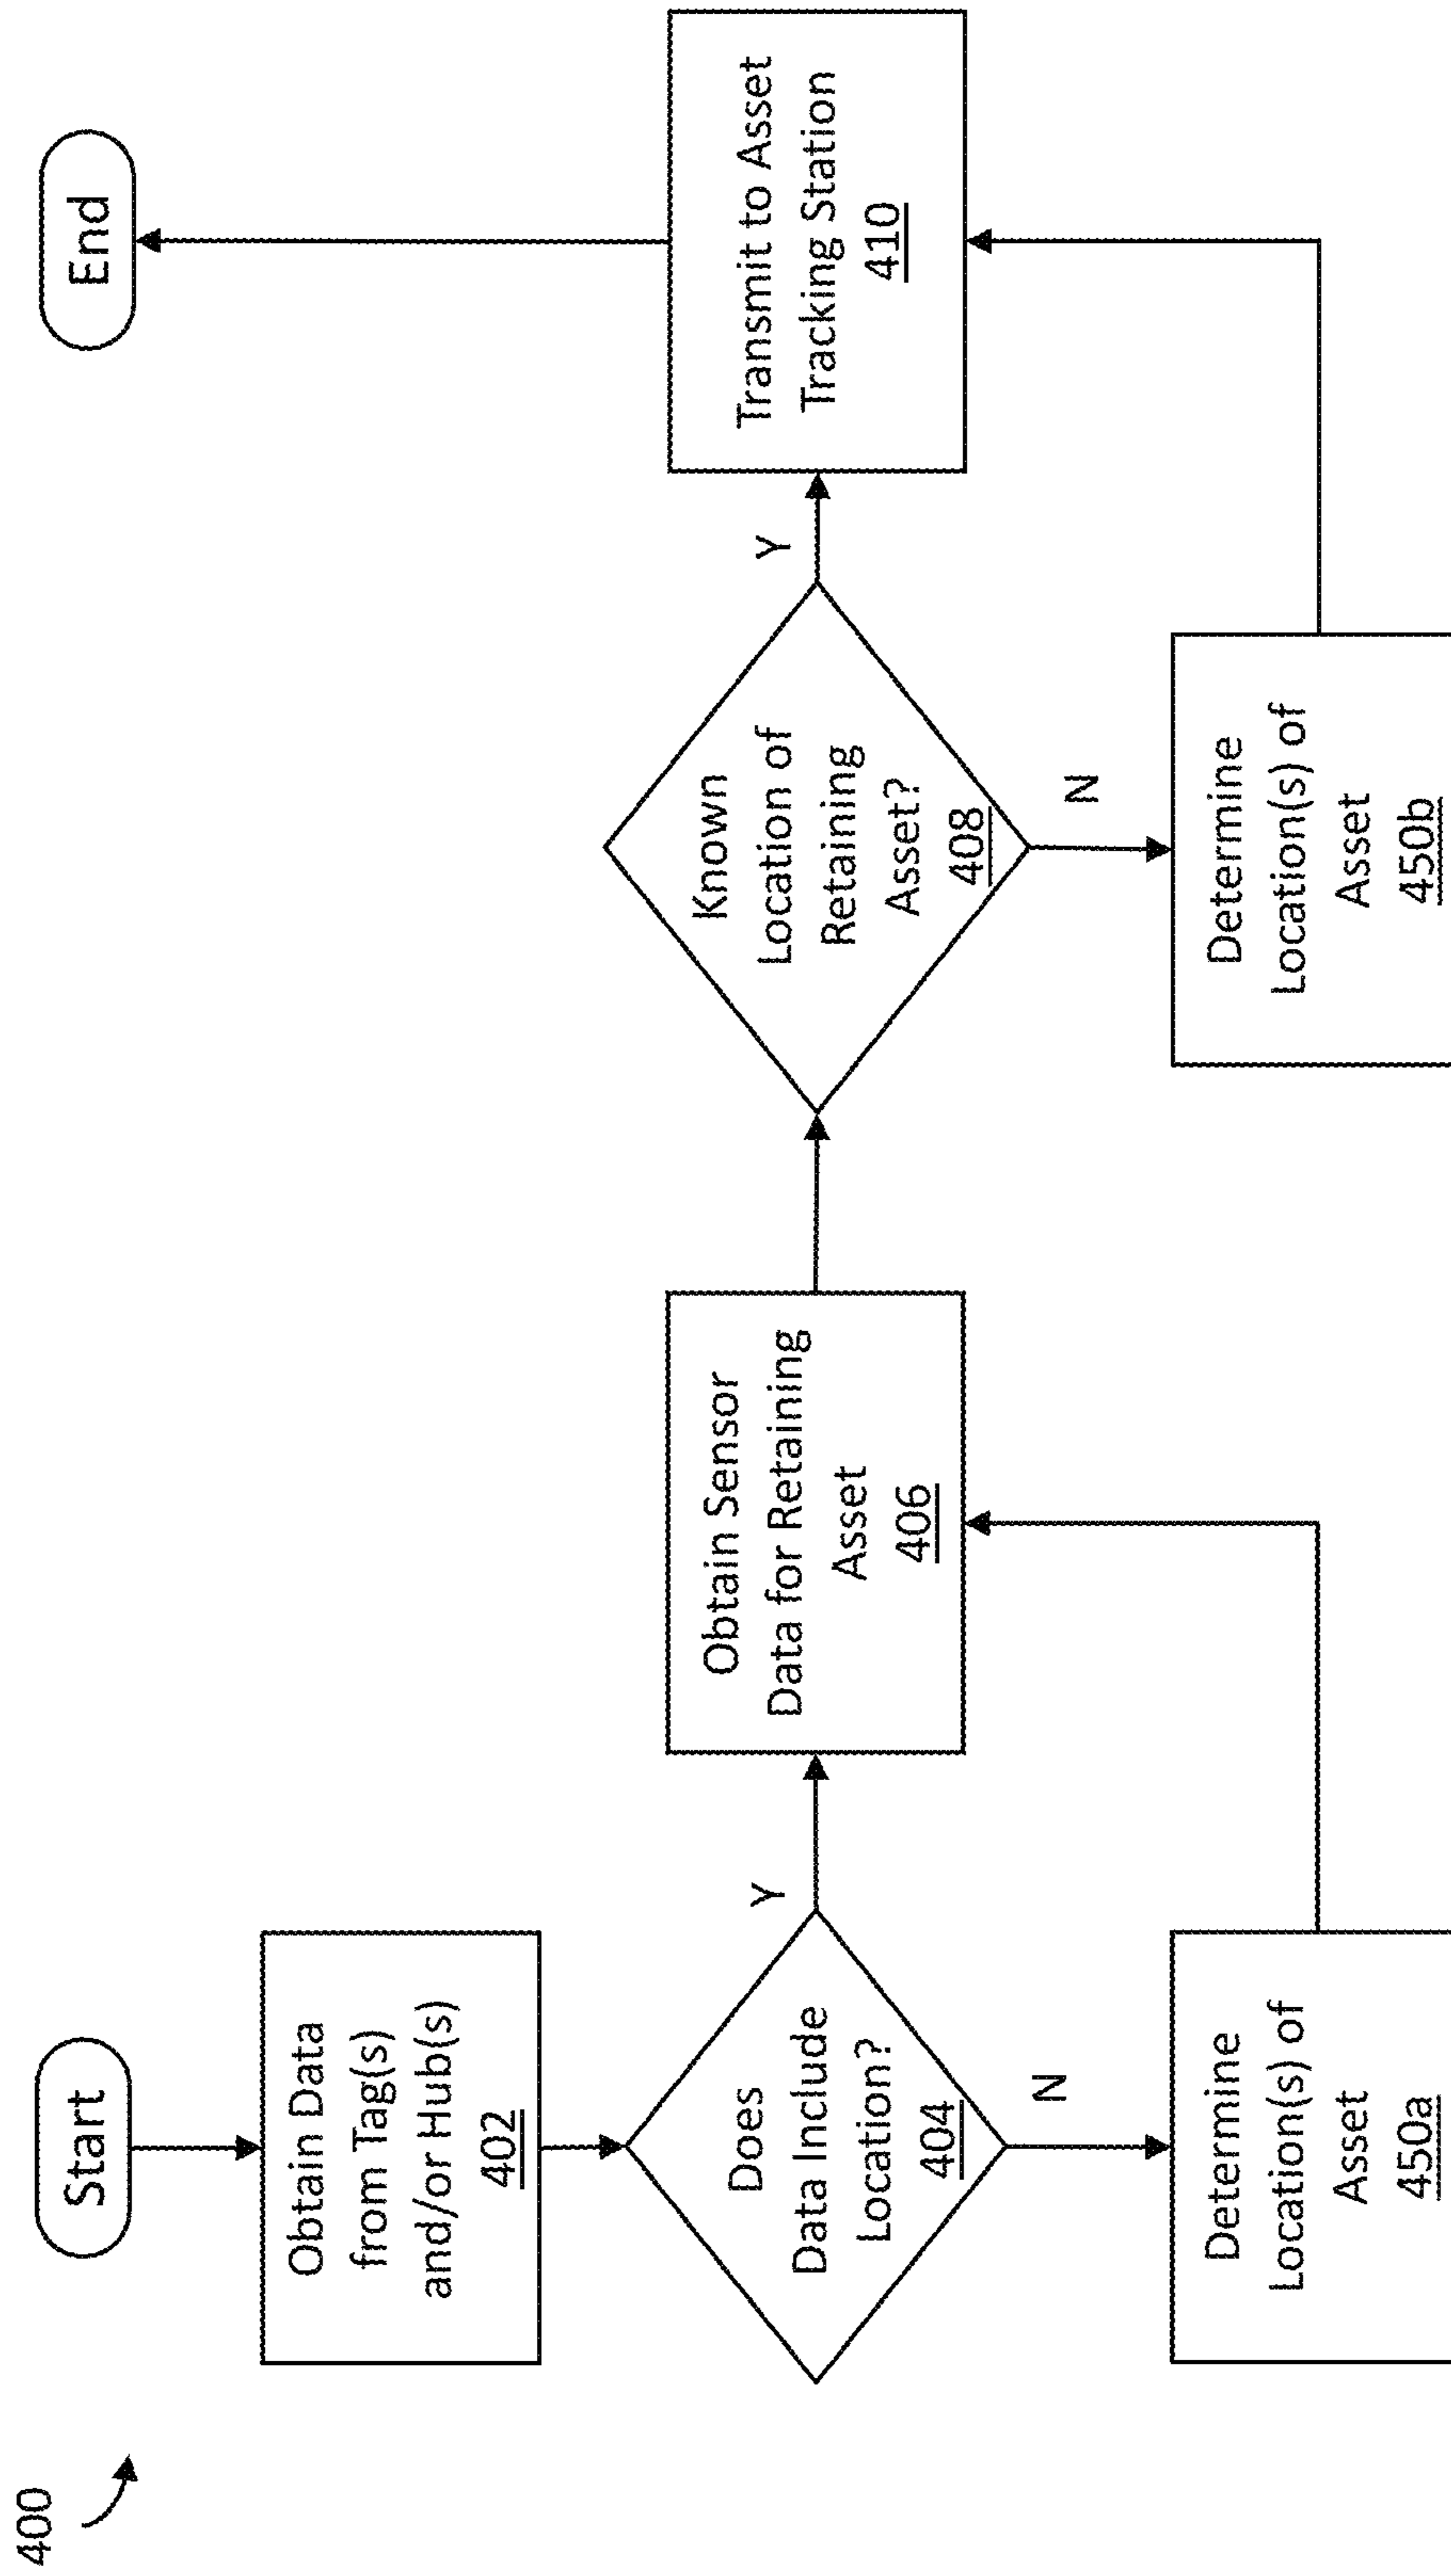 400
Start
Obtain Data
from Tag(s)
and/or Hub(s)
402
Does
Data Include
Location?
404
Y
N
Determine
Location(s) of
Asset
450a
Obtain Sensor
Data for Retaining
Asset
406
Known
Location of
Retaining
Asset?
408
Y
N
Determine
Location(s) of
Asset
450b
Transmit to Asset
Tracking Station
410
End